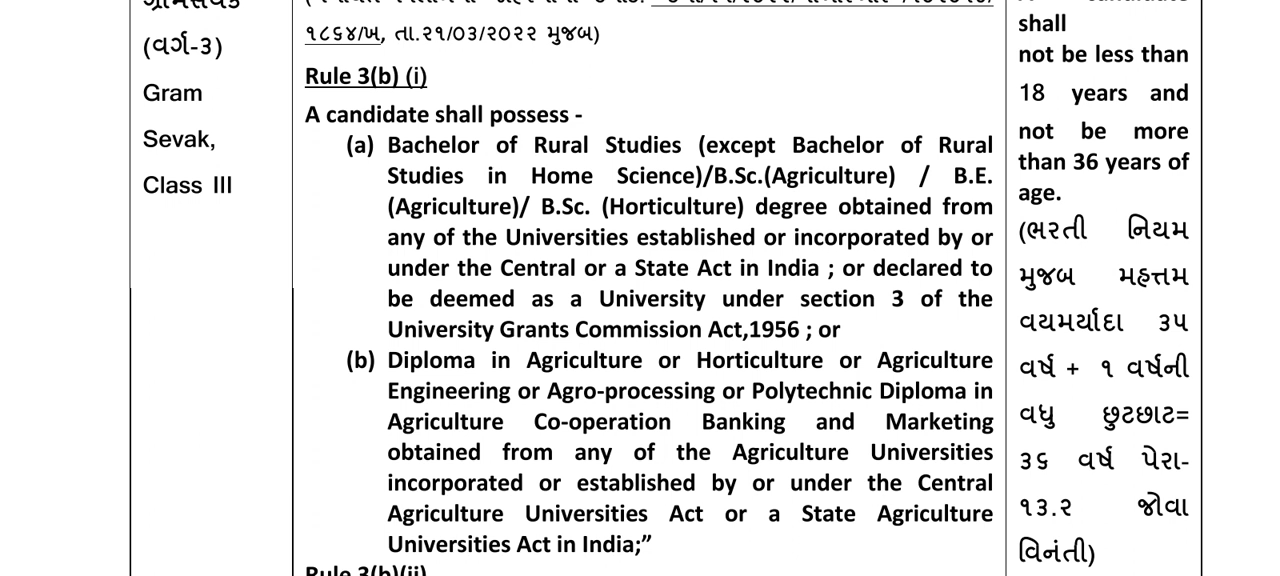 ગ્રામસેવક
(વર્ગ-૩)
Gram
Sevak,
Class III
૧૮૬૪/ખ, તા.૨૧/૦૩/૨૦૨૨ મુજબ)
Rule 3(b) (i)
A candidate shall possess -
(a) Bachelor of Rural Studies (except Bachelor of Rural
Studies in Home Science)/B.Sc.(Agriculture) / B.E.
(Agriculture)/ B.Sc. (Horticulture) degree obtained from
any of the Universities established or incorporated by or
under the Central or a State Act in India ; or declared to
be deemed as a University under section 3 of the
University Grants Commission Act,1956 ; or
(b) Diploma in Agriculture or Horticulture or Agriculture
Engineering or Agro-processing or Polytechnic Diploma in
Agriculture Co-operation Banking and Marketing
obtained from any of the Agriculture Universities
incorporated or established by or under the Central
Agriculture Universities Act or a State Agriculture
Universities Act in India;”
Rule 3(b)(ii)
candidate
shall
not be less than
18 years and
not be more
than 36 years of
age.
(ભરતી નિયમ
મુજબ મહત્તમ
વયમર્યાદા ૩૫
વર્ષ + ૧ વર્ષની
વધુ છુટછાટ=
૩૬ વર્ષ પેરા-
૧૩.૨ જોવા
વિનંતી)